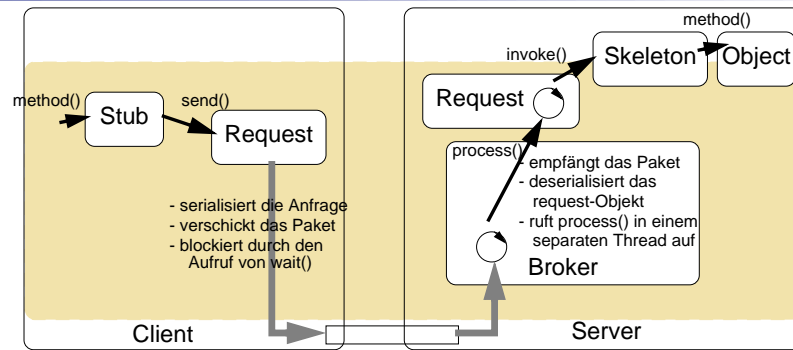 method()
Stub
send()
Request
- serialisiert die Anfrage
- verschickt das Paket
- blockiert durch den
Aufruf von wait()
Client
method()
invoke()
Skeleton
Object
Request
process()
- empfängt das Paket
- deserialisiert das
request-Objekt
- ruft process() in einem
separaten Thread auf
Broker
Server